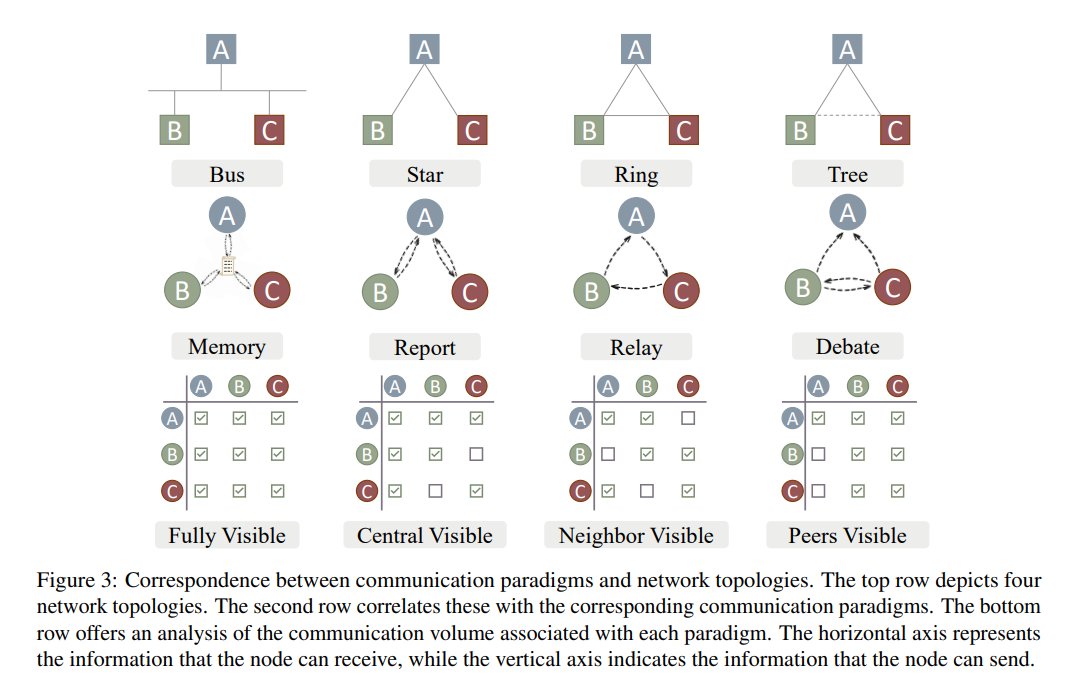 A A A A
B C B C B C B C
Bus Star Ring Tree
A A A A
B C B C B C B C
Memory Report Relay Debate
A B C A B C A B C A B C
A A A A
B B B B
C C C C
Fully Visible Central Visible Neighbor Visible Peers Visible
Figure 3: Correspondence between communication paradigms and network topologies. The top row depicts four
network topologies. The second row correlates these with the corresponding communication paradigms. The bottom
row offers an analysis of the communication volume associated with each paradigm. The horizontal axis represents
the information that the node can receive, while the vertical axis indicates the information that the node can send.